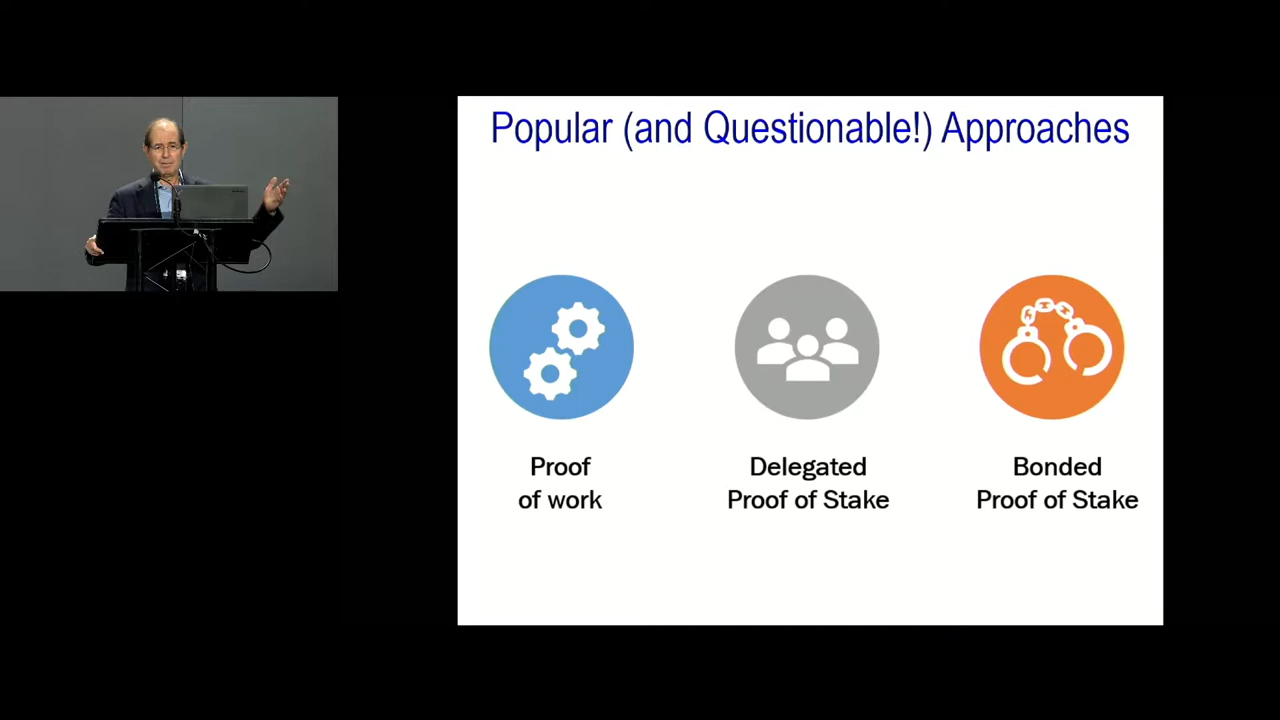 Popular (and Questionable!) Approaches
Proof
of work
Delegated
Proof of Stake
Bonded
Proof of Stake